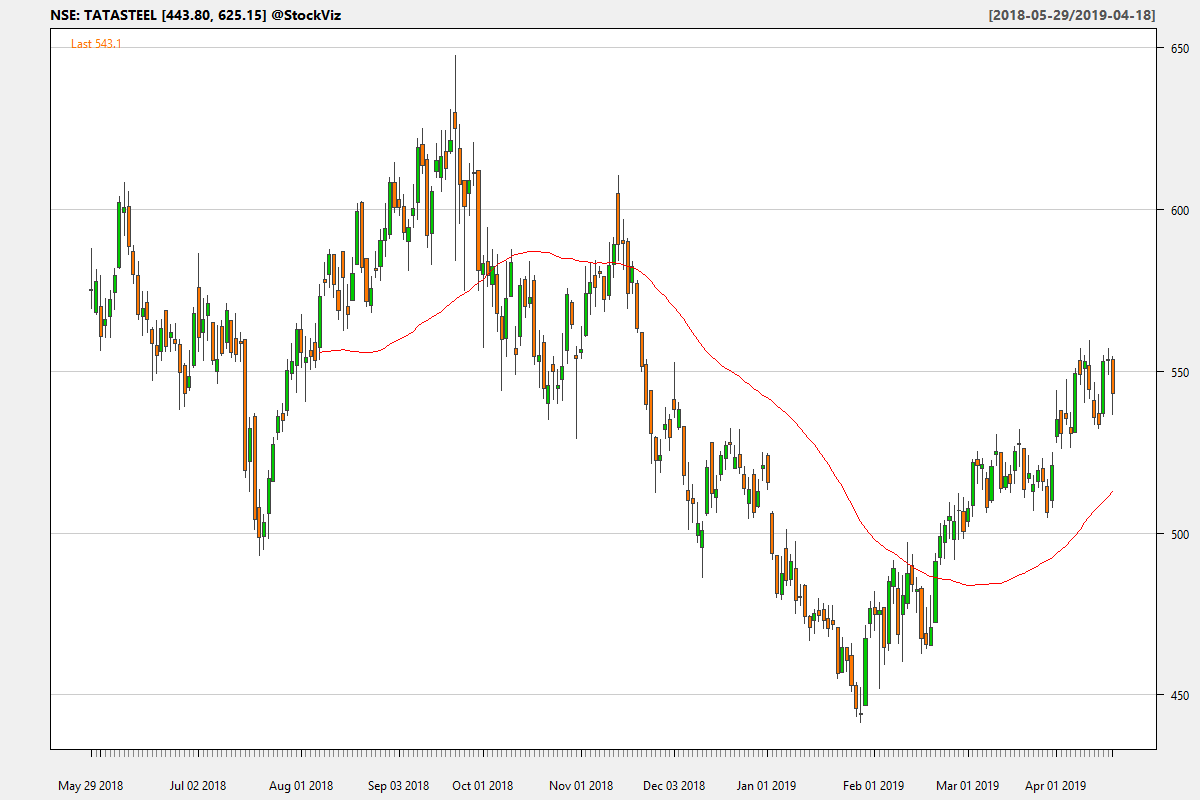 NSE: TATASTEEL [443.80, 625.15] @StockViz
[2018-05-29/2019-04-18]
Last 543.1
650
600
550
500
450
May 29 2018
Jul 02 2018
Aug 01 2018
Sep 03 2018
Oct 01 2018
Nov 01 2018
Dec 03 2018
Jan 01 2019
Feb 01 2019
Mar 01 2019
Apr 01 2019